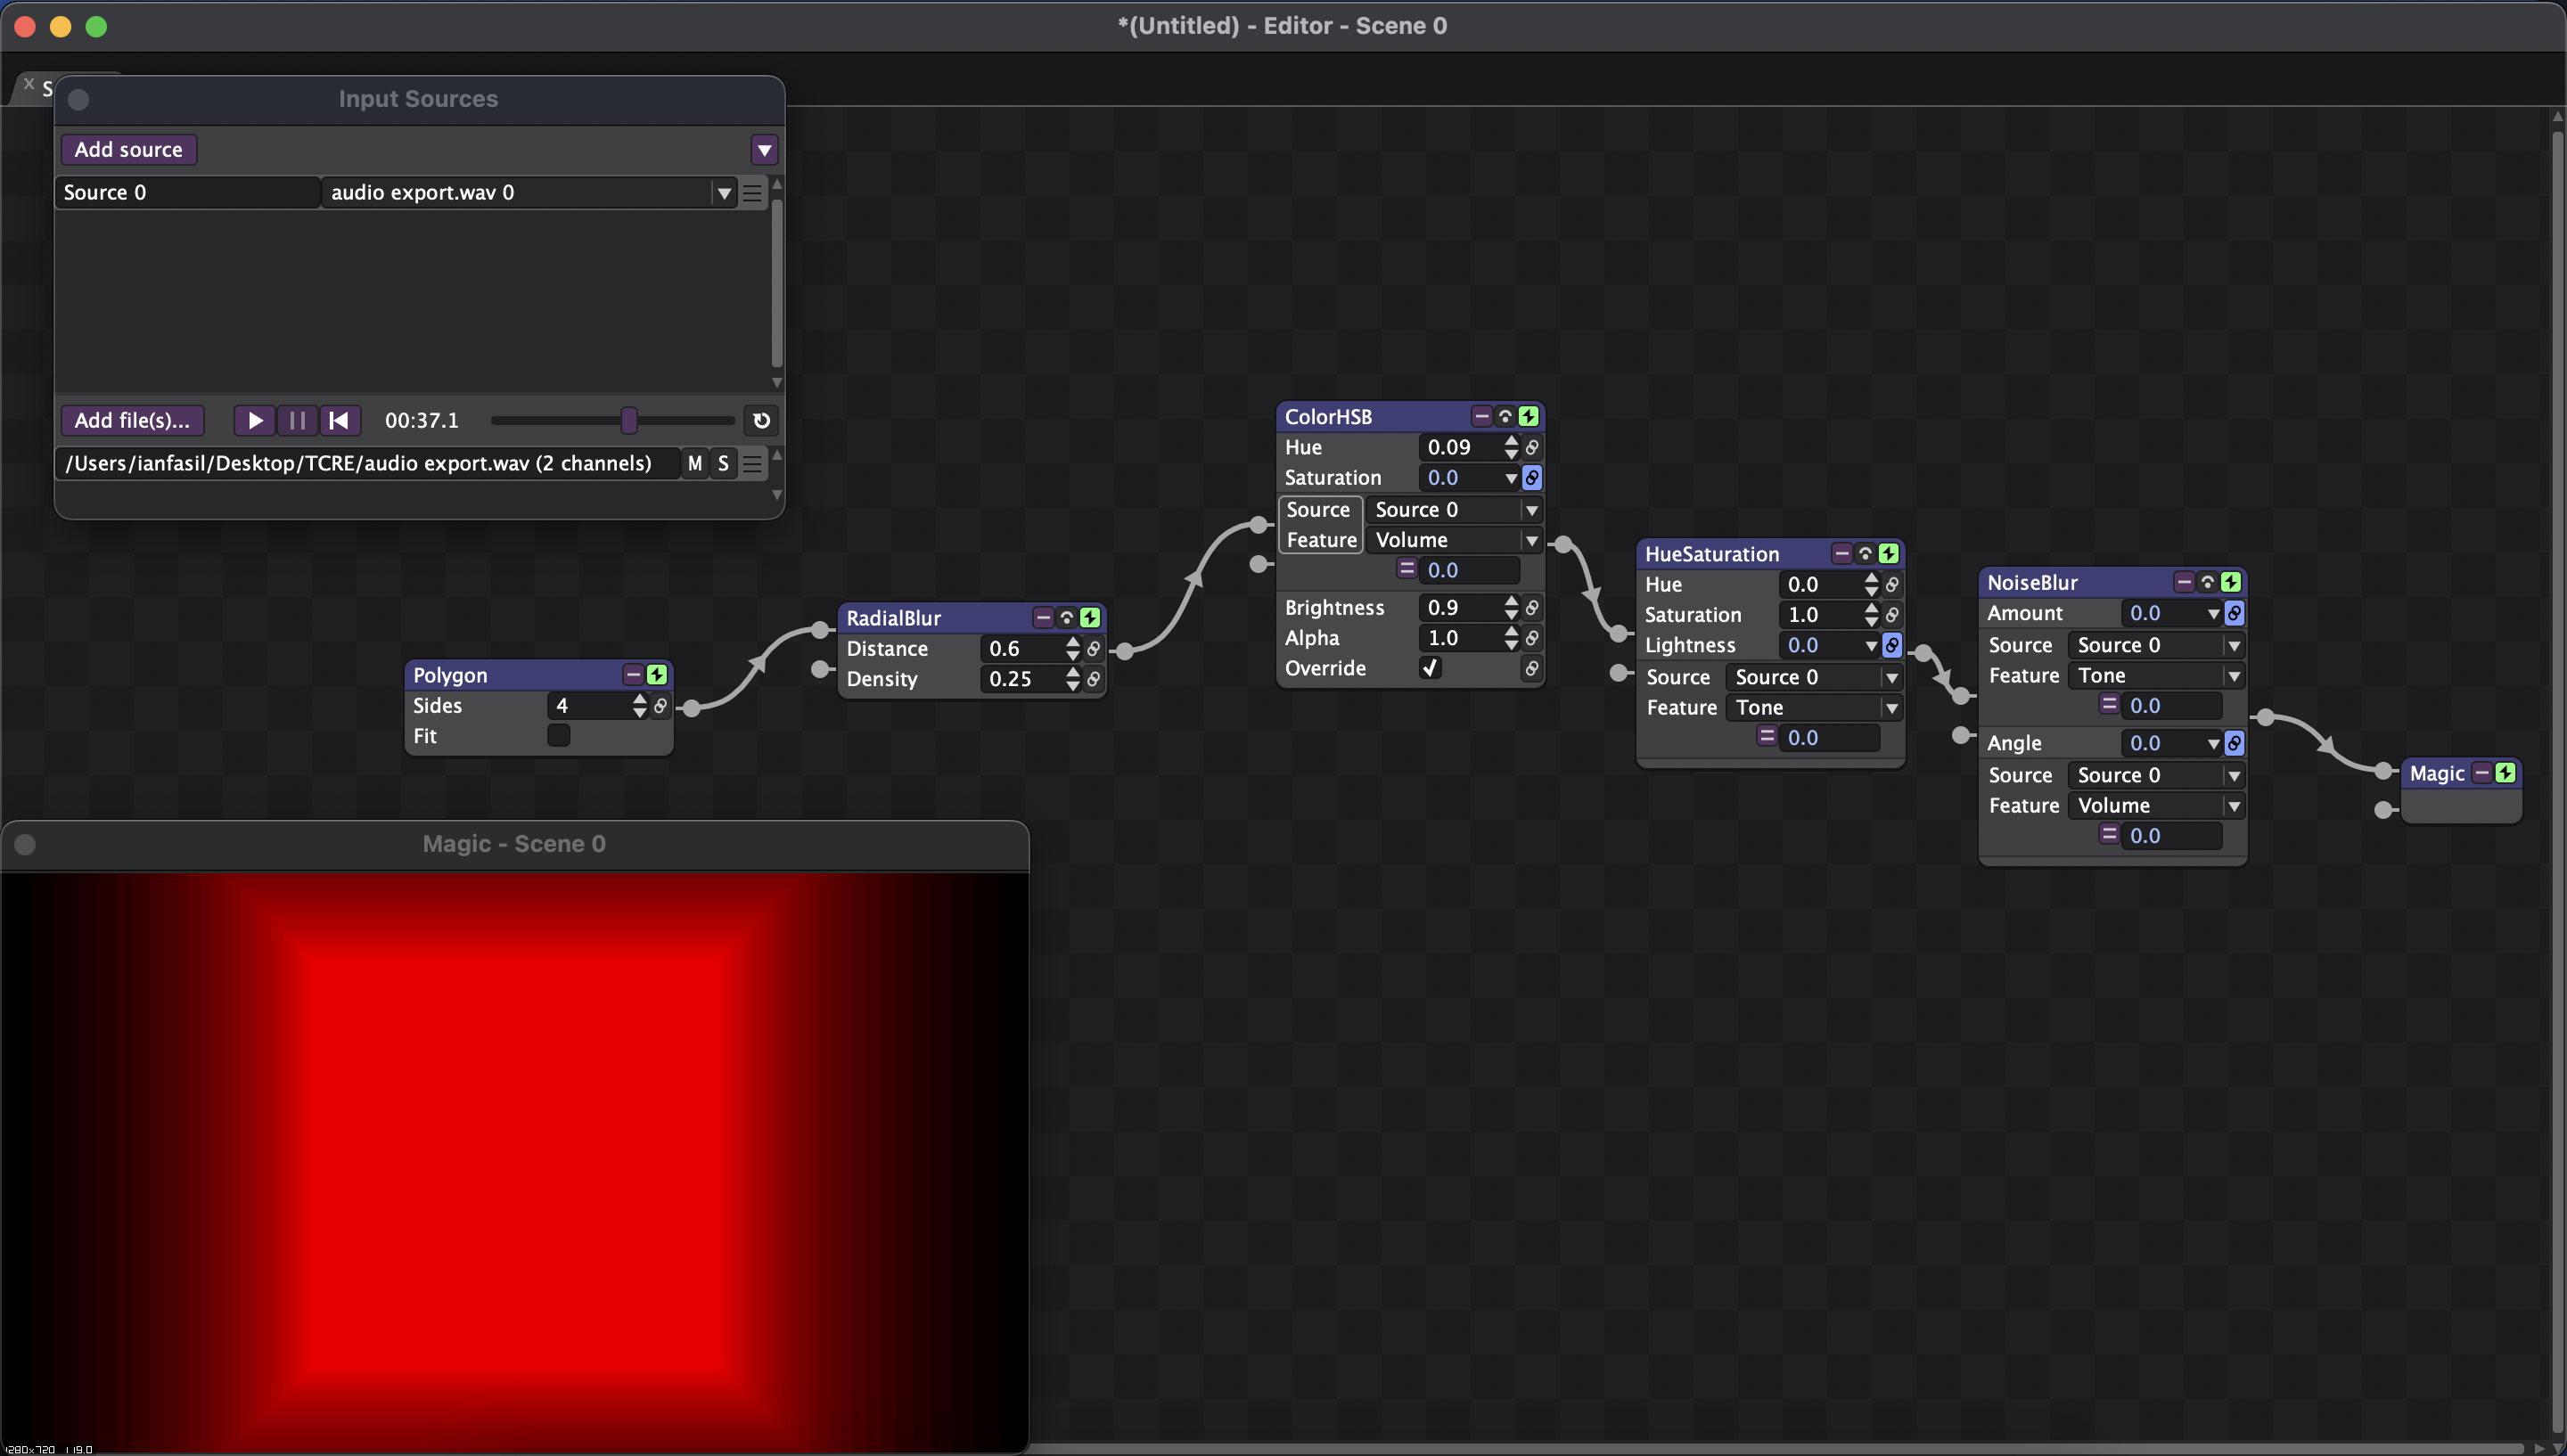 *(Untitled) - Editor - Scene 0
x S
Input Sources
Add source
Source 0 audio export.wav 0
Add file(s)... 00:37.1
/Users/ianfasil/Desktop/TCRE/audio export.wav (2 channels) M S
ColorHSB
Hue 0.09
Saturation 0.0
Source Source 0
Feature Volume
= 0.0
Brightness 0.9
Alpha 1.0
Override
HueSaturation
Hue 0.0
Saturation 1.0
Lightness 0.0
Source Source 0
Feature Tone
= 0.0
NoiseBlur
Amount 0.0
Source Source 0
Feature Tone
= 0.0
Angle 0.0
Source Source 0
Feature Volume
= 0.0
RadialBlur
Distance 0.6
Density 0.25
Polygon
Sides 4
Fit
Magic
Magic - Scene 0
1280x720 119.0